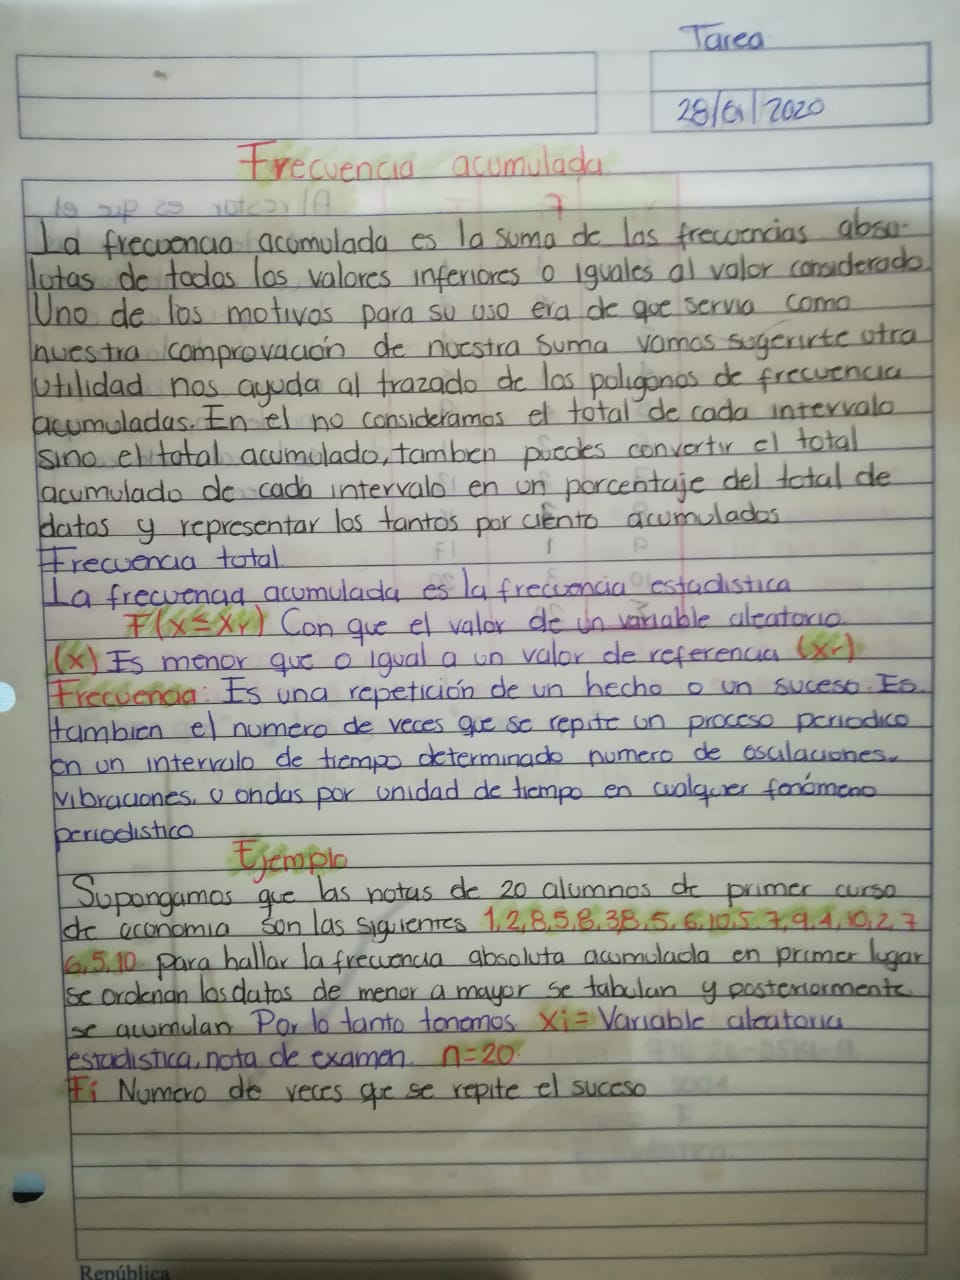 Tarea
28/01/2020
Frecuencia acumulada
La frecuencia acumulada es la suma de las frecuencias abso-
lutas de todos los valores inferiores o iguales al valor considerado.
Uno de los motivos para su uso era de que servia como
nuestra comprovación de nuestra suma vamos sugerirte otra
utilidad nos ayuda al trazado de los poligonos de frecuencia
acumuladas. En el no consideramos el total de cada intervalo
sino el total acumulado, tambien puedes convertir el total
acumulado de cada intervalo en un porcentaje del total de
datos y representar los tantos por ciento acumulados
Frecuencia total.
La frecuencia acumulada es la frecuencia estadistica
F(x≤xr) Con que el valor de un variable aleatorio
(x) Es menor que o igual a un valor de referencia (xr)
Frecuencia: Es una repetición de un hecho o un suceso. Es
tambien el numero de veces que se repite un proceso periodico
en un intervalo de tiempo determinado numero de osculaciones,
vibraciones, u ondas por unidad de tiempo en cualquer fenómeno
periodistico
Ejemplo
Supongamos que las notas de 20 alumnos de primer curso
de economia son las siguientes 1,2,8,5,8,3,8,5,6,10,5,7,9,4,10,2,7
6,5,10 para hallar la frecuencia absoluta acumulada en primer lugar
se ordenan los datos de menor a mayor se tabulan y posteriormente
se acumulan Por lo tanto tenemos xi= Variable aleatoria
estadistica, nota de examen. n=20.
Fi Numero de veces que se repite el suceso
República